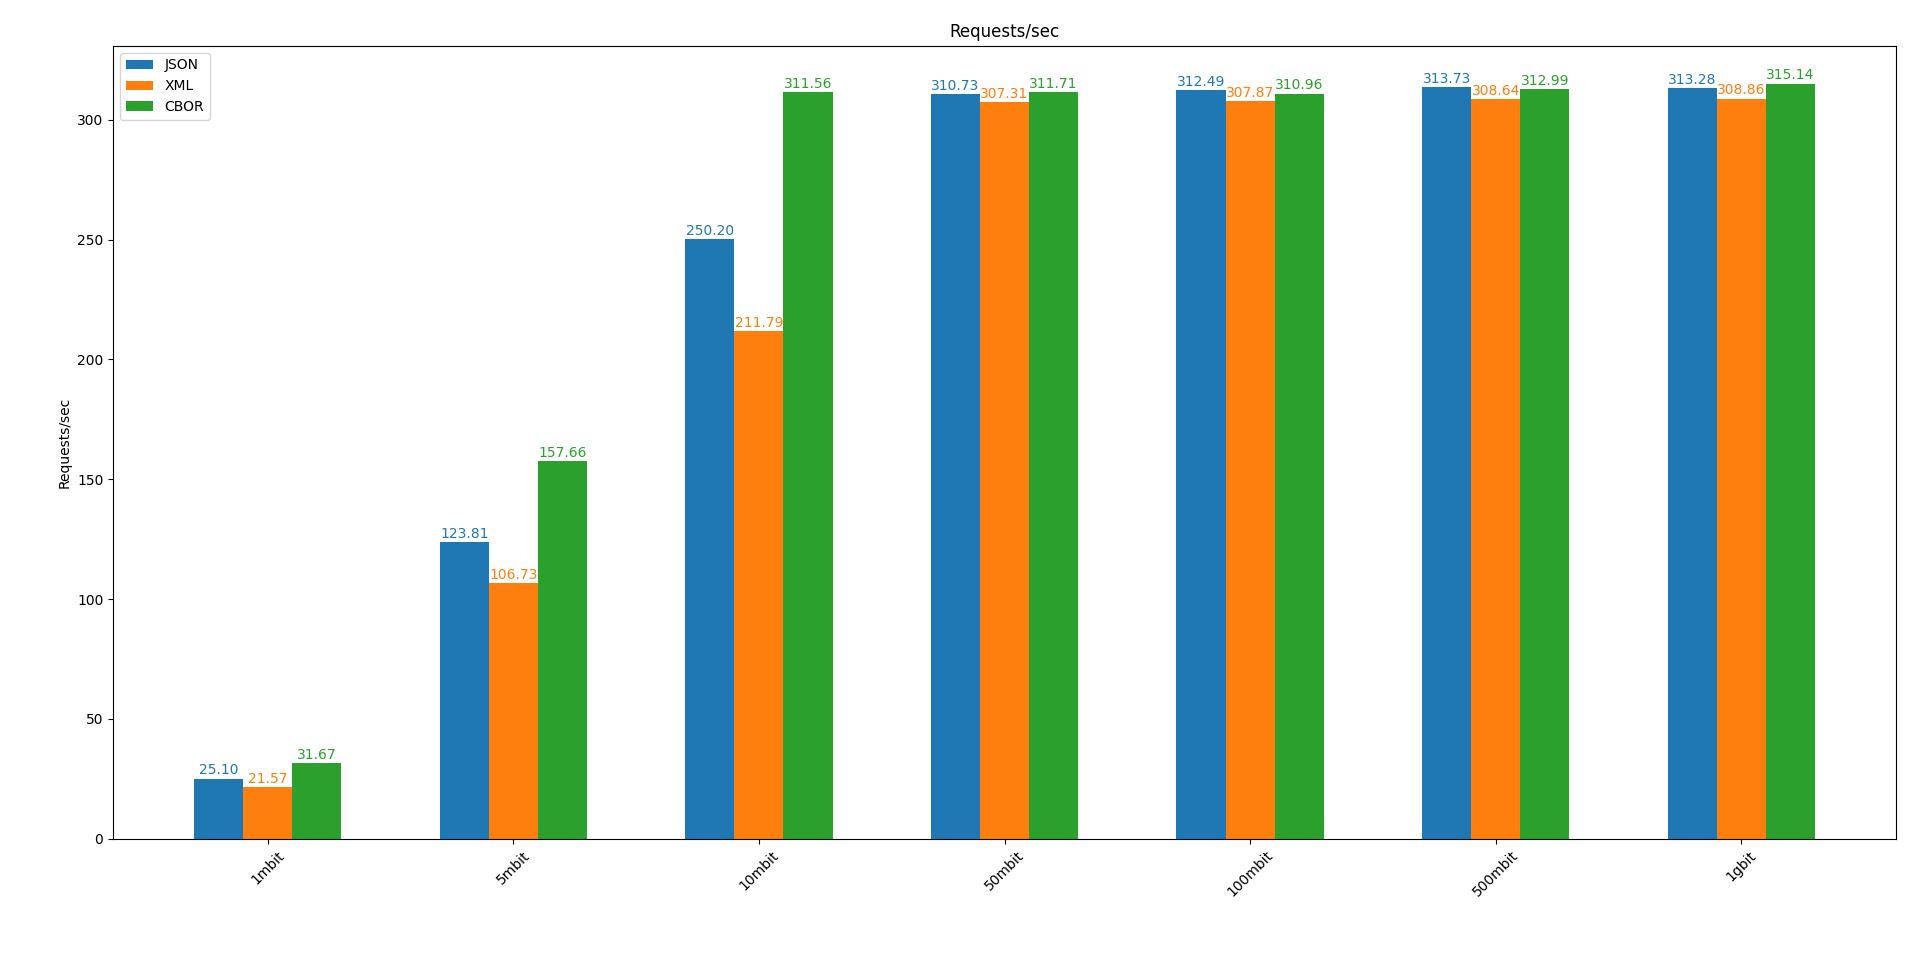 Requests/sec
JSON
XML
CBOR
Requests/sec
300
250
200
150
100
50
0
25.10
21.57
31.67
123.81
106.73
157.66
250.20
211.79
311.56
310.73
307.31
311.71
312.49
307.87
310.96
313.73
308.64
312.99
313.28
308.86
315.14
1mbit
5mbit
10mbit
50mbit
100mbit
500mbit
1gbit